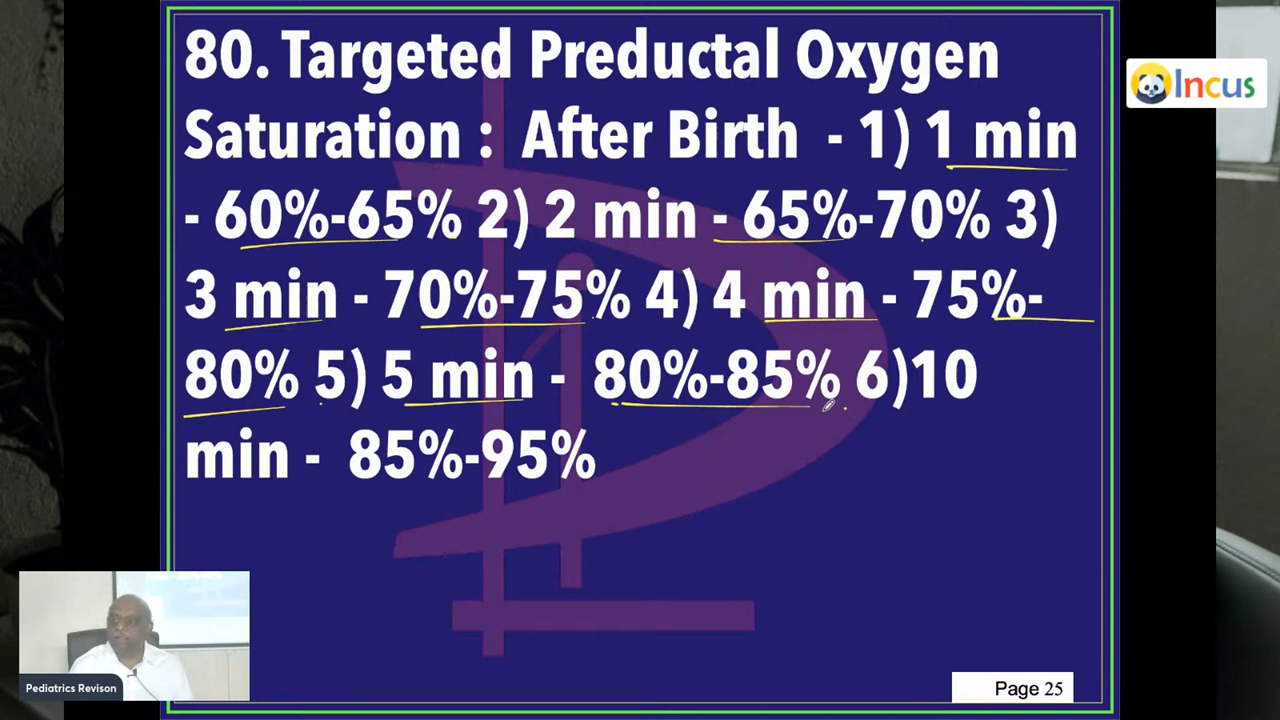 80. Targeted Preductal Oxygen
Saturation : After Birth - 1) 1 min
- 60%-65% 2) 2 min - 65%-70% 3)
3 min - 70%-75% 4) 4 min - 75%-
80% 5) 5 min - 80%-85% 6)10
min - 85%-95%
Incus
Pediatrics Revison
Page 25